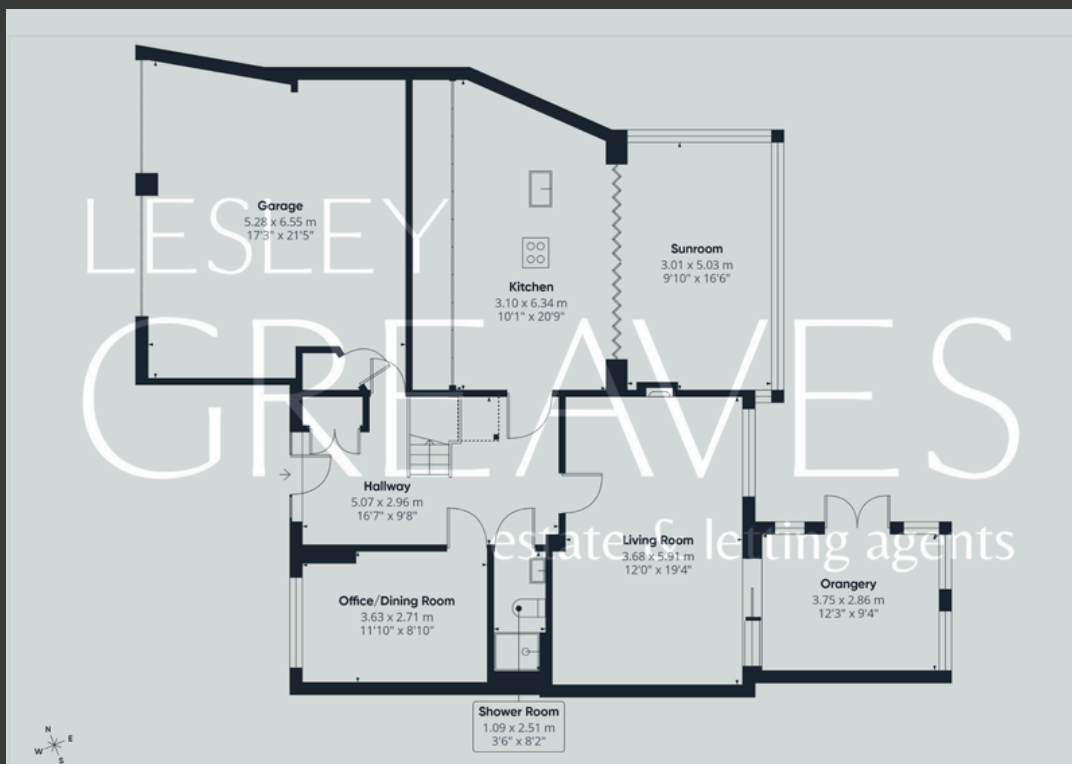 Garage
5.28 x 6.55 m
17'3" x 21'5"
LESLEY
Sunroom
3.01 x 5.03 m
9'10" x 16'6"
Kitchen
3.10 x 6.34 m
10'1" x 20'9"
GREAVES
Hallway
5.07 x 2.96 m
16'7" x 9'8"
estate & letting agents
Living Room
3.68 x 5.91 m
12'0" x 19'4"
Orangery
3.75 x 2.86 m
12'3" x 9'4"
Office/Dining Room
3.63 x 2.71 m
11'10" x 8'10"
Shower Room
1.09 x 2.51 m
3'6" x 8'2"
N
E
W
S